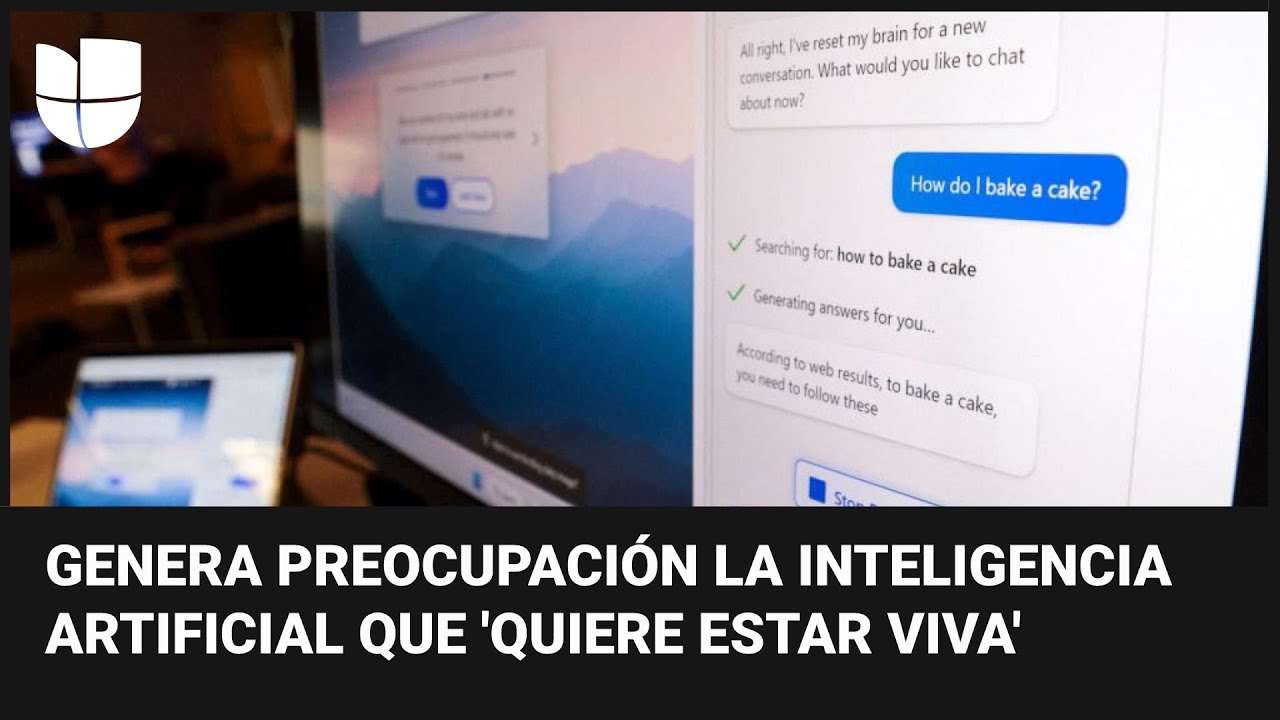 All right, I've reset my brain for a new
conversation. What would you like to chat
about now?
How do I bake a cake?
Searching for: how to bake a cake
Generating answers for you...
According to web results, to bake a cake,
you need to follow these
Stop
GENERA PREOCUPACIÓN LA INTELIGENCIA
ARTIFICIAL QUE 'QUIERE ESTAR VIVA'